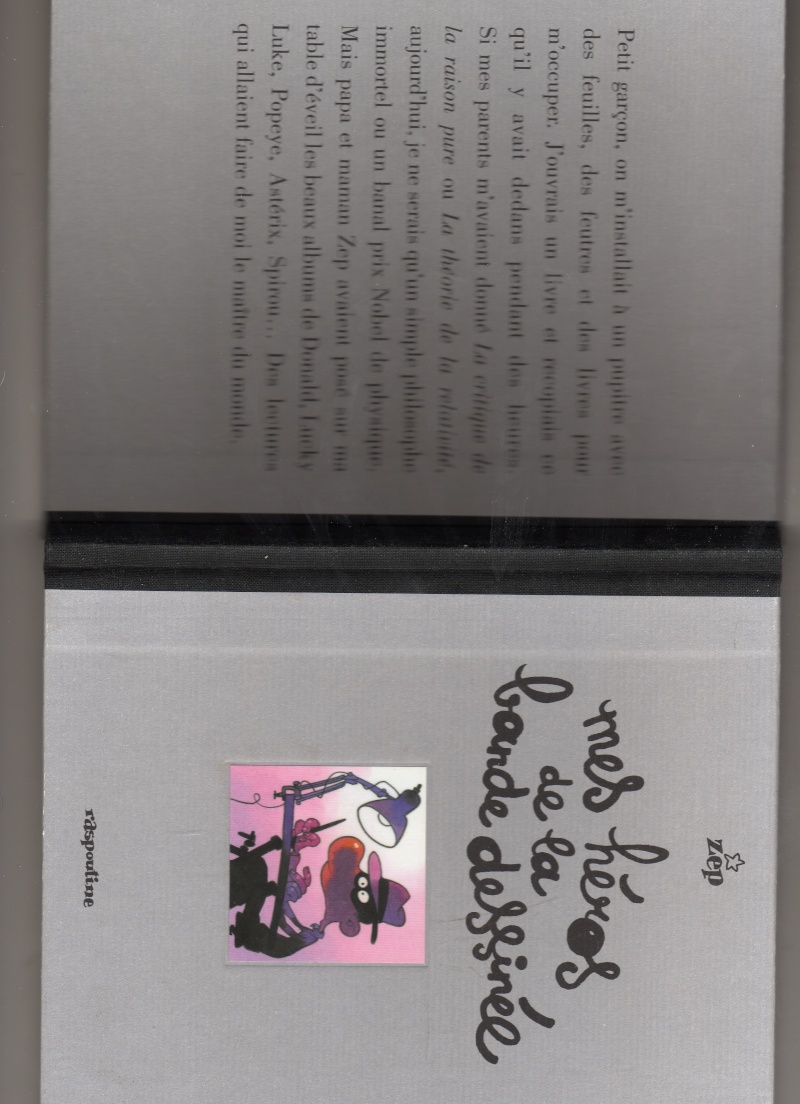 Petit garçon, on m'installait à un pupitre avec
des feuilles, des feutres et des livres pour
m'occuper. J'ouvrais un livre et recopiais ce
qu'il y avait dedans pendant des heures.
Si mes parents m'avaient donné La critique de
la raison pure ou La théorie de la relativité,
aujourd'hui, je ne serais qu'un simple philosophe
immortel ou un banal prix Nobel de physique.
Mais papa et maman Zep avaient posé sur ma
table d'éveil les beaux albums de Donald, Lucky
Luke, Popeye, Astérix, Spirou... Des lectures
qui allaient faire de moi le maître du monde.
zep
mes héros
de la
bande dessinée
raspoutine